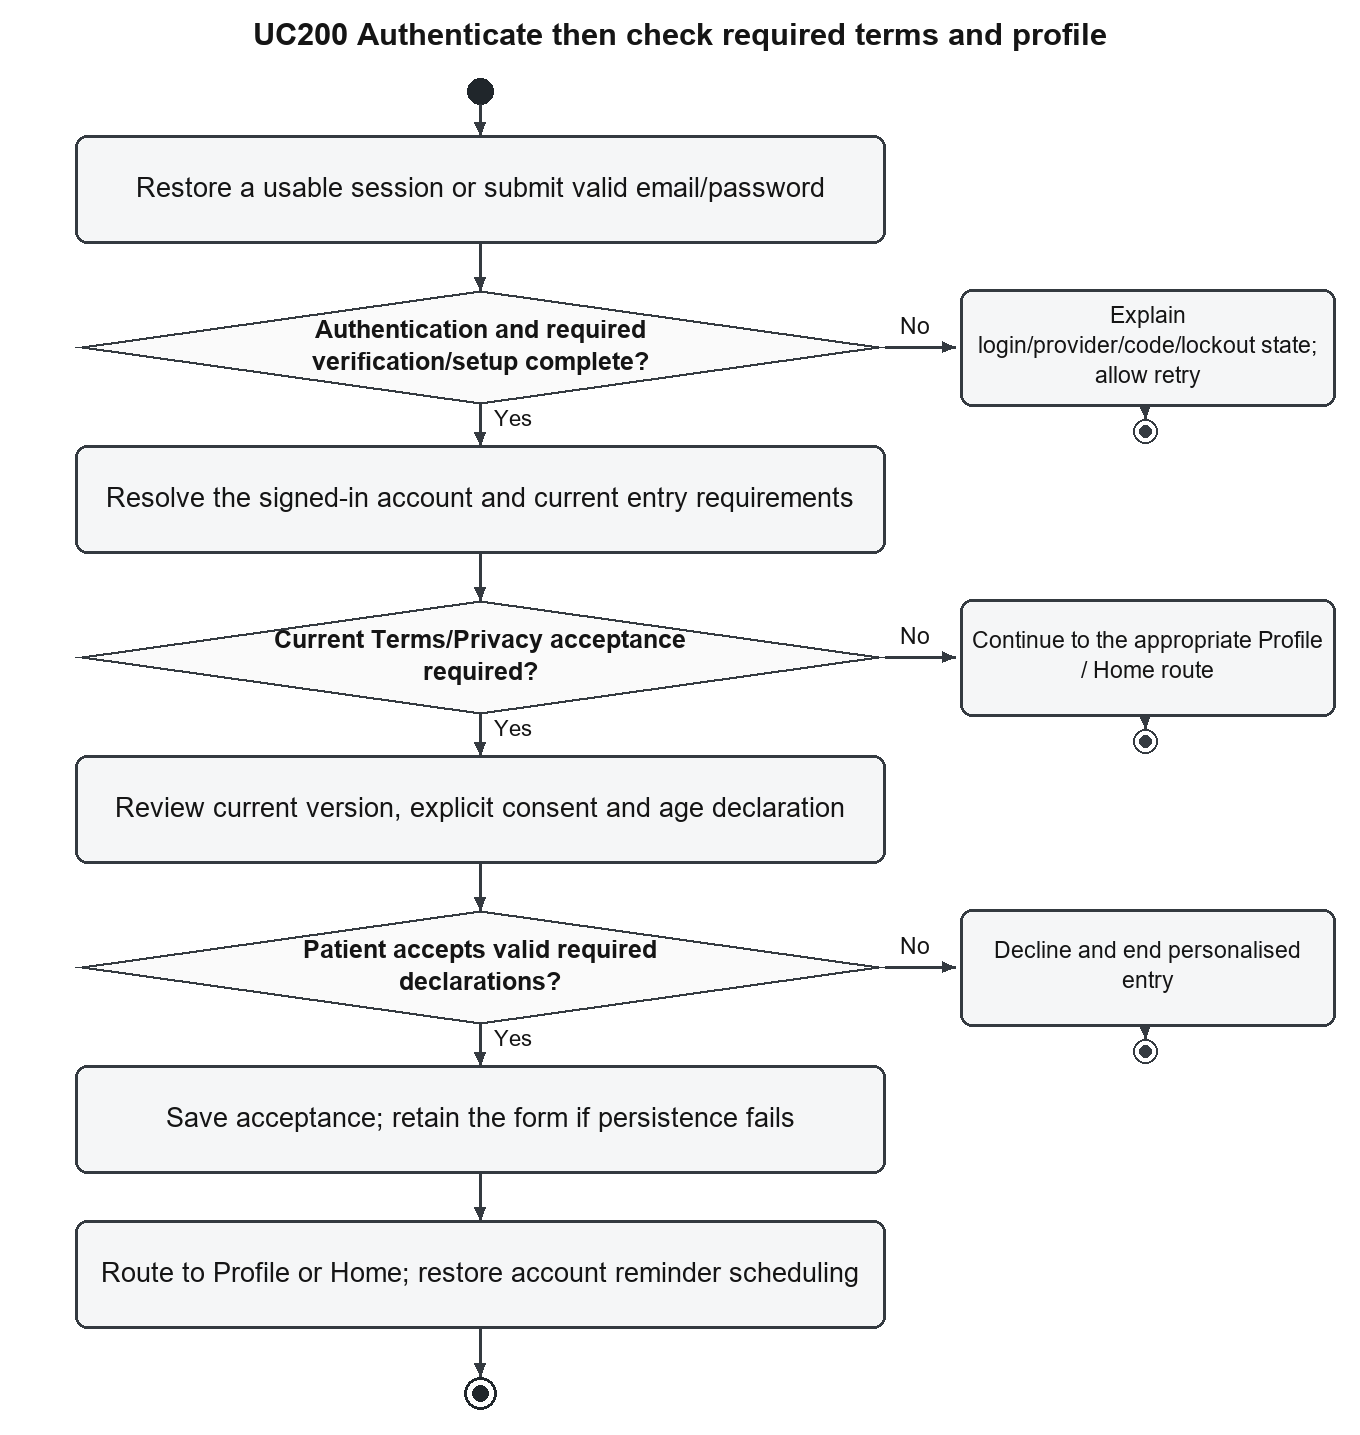 UC200 Authenticate then check required terms and profile
Restore a usable session or submit valid email/password
Authentication and required
verification/setup complete?
No
Explain
login/provider/code/lockout state;
allow retry
Yes
Resolve the signed-in account and current entry requirements
Current Terms/Privacy acceptance
required?
No
Continue to the appropriate Profile
/ Home route
Yes
Review current version, explicit consent and age declaration
Patient accepts valid required
declarations?
No
Decline and end personalised
entry
Yes
Save acceptance; retain the form if persistence fails
Route to Profile or Home; restore account reminder scheduling